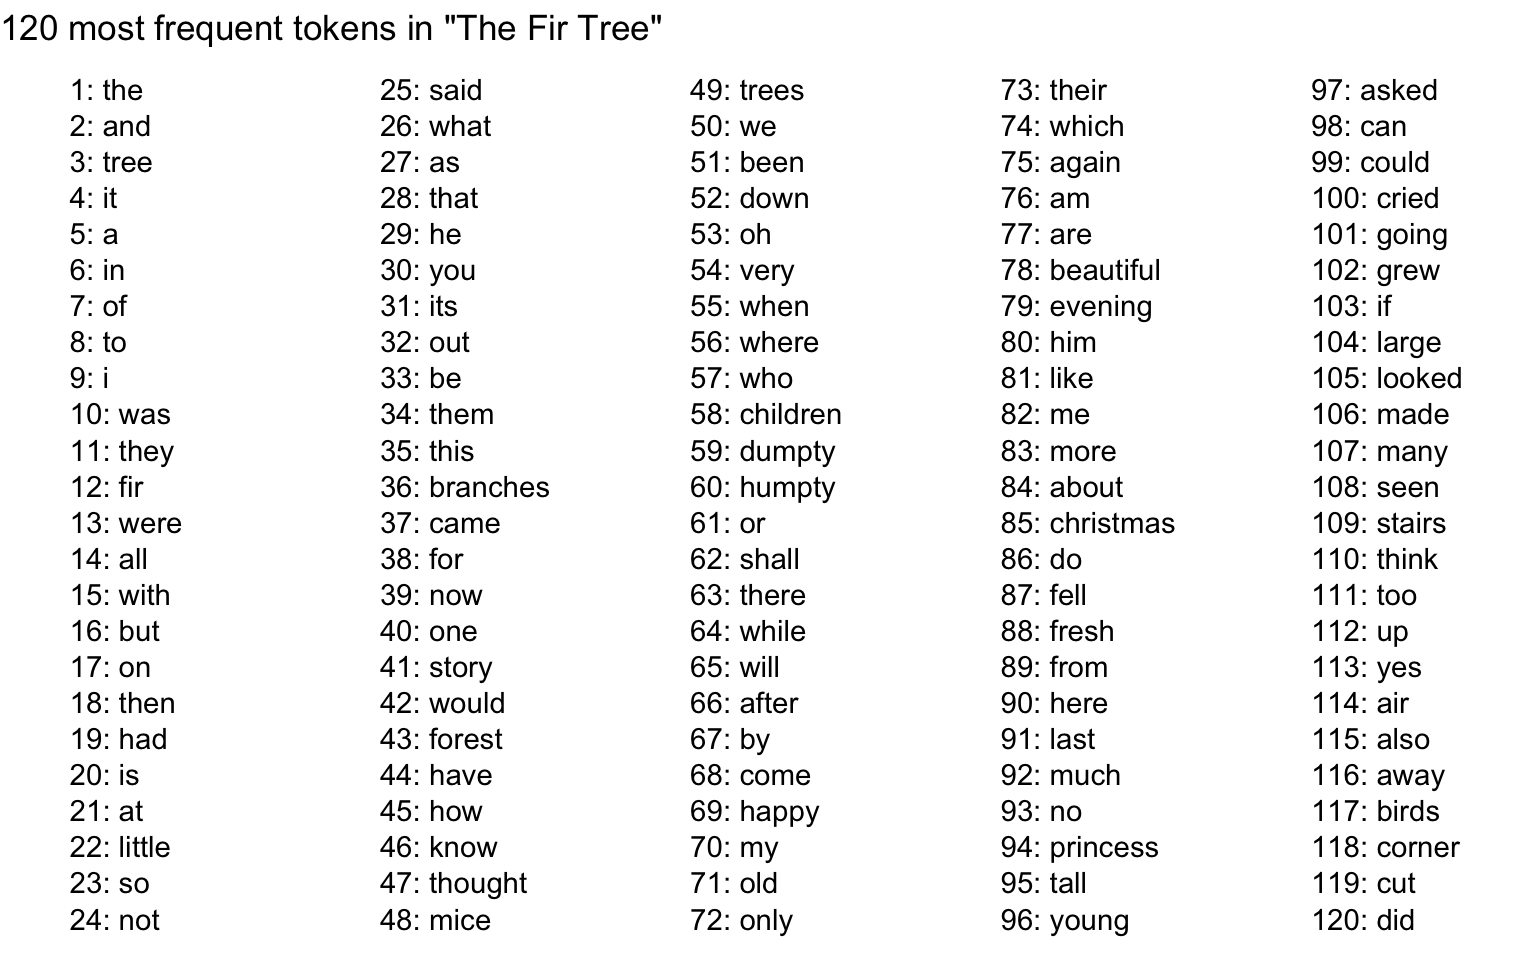 120 most frequent tokens in "The Fir Tree"
1: the
2: and
3: tree
4: it
5: a
6: in
7: of
8: to
9: i
10: was
11: they
12: fir
13: were
14: all
15: with
16: but
17: on
18: then
19: had
20: is
21: at
22: little
23: so
24: not
25: said
26: what
27: as
28: that
29: he
30: you
31: its
32: out
33: be
34: them
35: this
36: branches
37: came
38: for
39: now
40: one
41: story
42: would
43: forest
44: have
45: how
46: know
47: thought
48: mice
49: trees
50: we
51: been
52: down
53: oh
54: very
55: when
56: where
57: who
58: children
59: dumpty
60: humpty
61: or
62: shall
63: there
64: while
65: will
66: after
67: by
68: come
69: happy
70: my
71: old
72: only
73: their
74: which
75: again
76: am
77: are
78: beautiful
79: evening
80: him
81: like
82: me
83: more
84: about
85: christmas
86: do
87: fell
88: fresh
89: from
90: here
91: last
92: much
93: no
94: princess
95: tall
96: young
97: asked
98: can
99: could
100: cried
101: going
102: grew
103: if
104: large
105: looked
106: made
107: many
108: seen
109: stairs
110: think
111: too
112: up
113: yes
114: air
115: also
116: away
117: birds
118: corner
119: cut
120: did